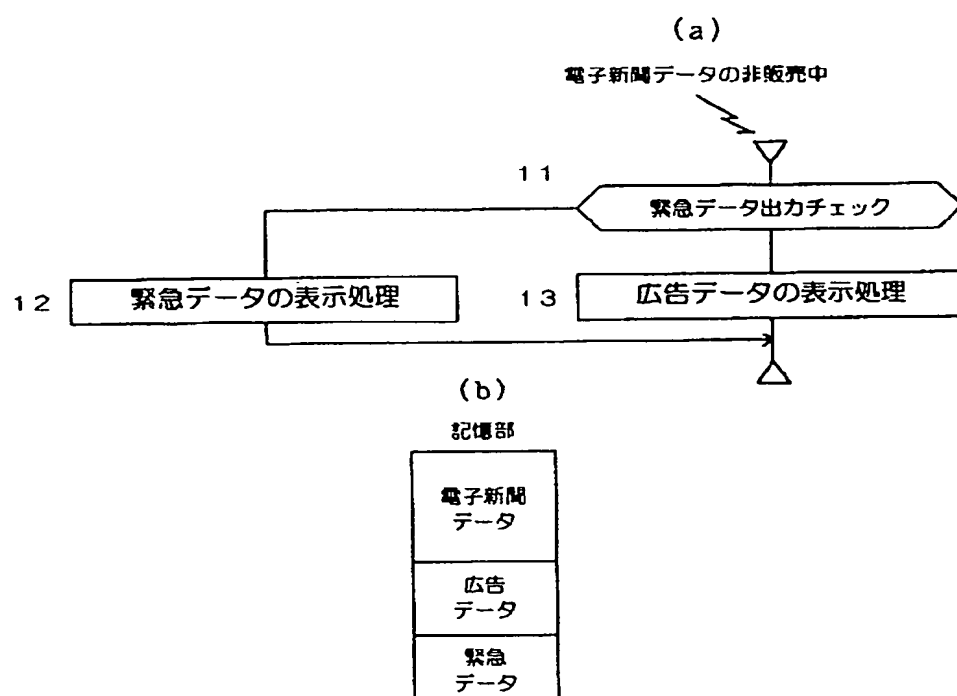 (a)
電子新聞データの非販売中
11
緊急データ出力チェック
12
緊急データの表示処理
13
広告データの表示処理
(b)
記憶部
電子新聞
データ
広告
データ
緊急
データ